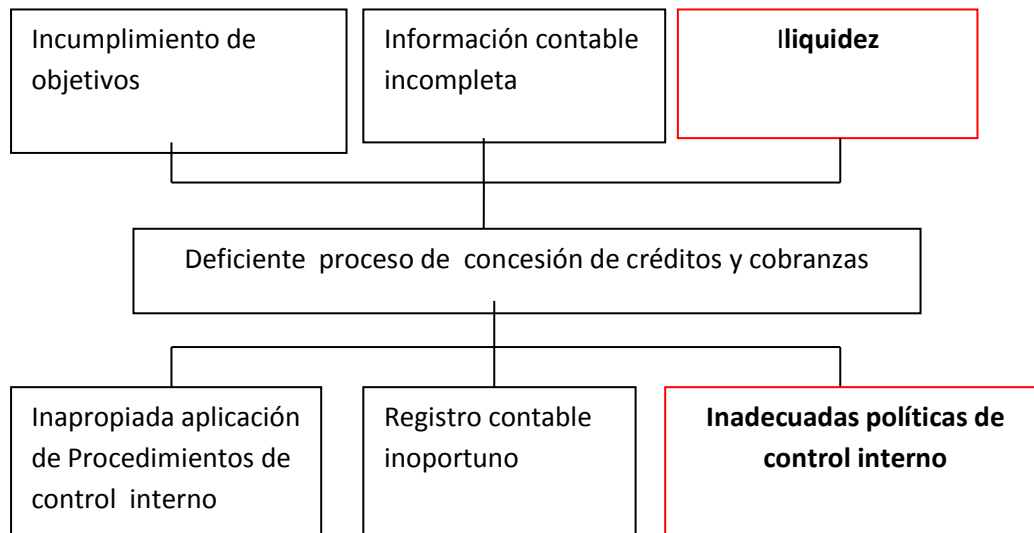 Incumplimiento de
objetivos
Información contable
incompleta
Iliquidez
Deficiente proceso de concesión de créditos y cobranzas
Inapropiada aplicación
de Procedimientos de
control interno
Registro contable
inoportuno
Inadecuadas políticas de
control interno